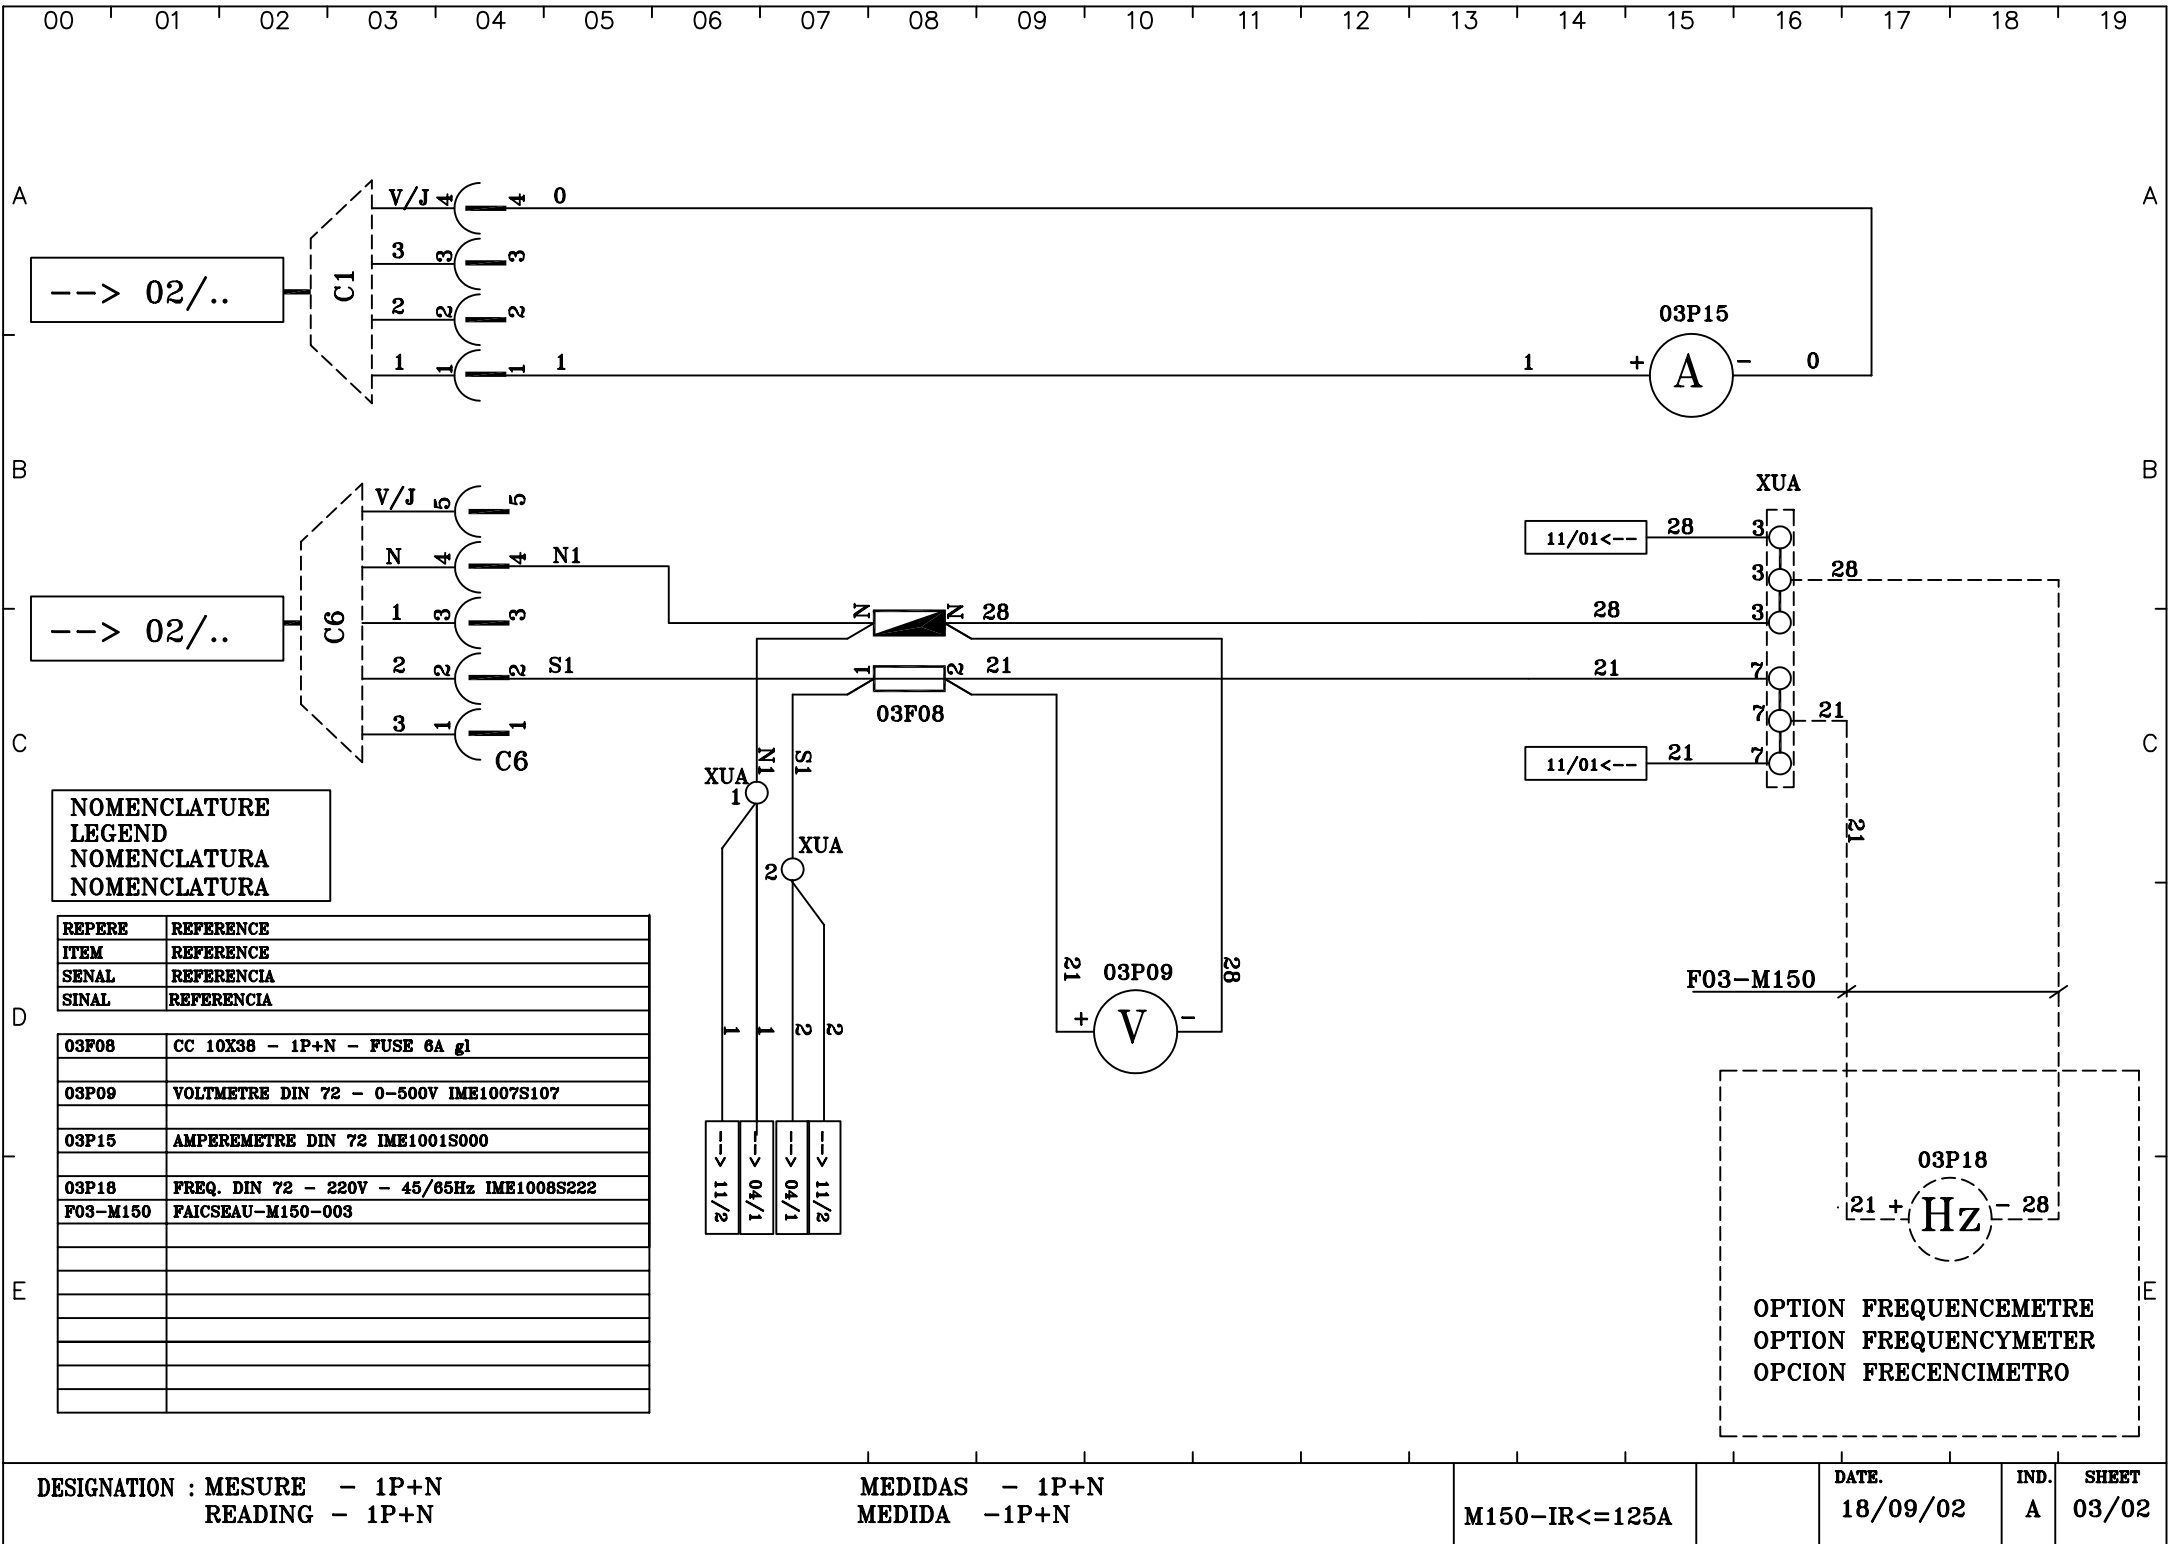 00 01 02 03 04 05 06 07 08 09 10 11 12 13 14 15 16 17 18 19
A A
V/J 4 4 0
3 3 3
--> 02/.. C1
2 2 2
03P15
1 1 1 1 1 + A - 0
B B
V/J 5 5 XUA
11/01<-- 28 3
N 4 4 N1
3 28
--> 02/.. C6
1 3 3 N N 28 28 3
2 2 2 S1 1 2 21 21 7
03F08
7 21
3 1 1
C C
C6
N1 S1
11/01<-- 21 7
XUA
1
XUA
2
21
NOMENCLATURE
LEGEND
NOMENCLATURA
NOMENCLATURA
REPERE REFERENCE
ITEM REFERENCE
SENAL REFERENCIA
SINAL REFERENCIA
21 03P09 28
F03-M150
D
+ V -
1 1 2 2
03F08 CC 10X38 - 1P+N - FUSE 6A gl
03P09 VOLTMETRE DIN 72 - 0-500V IME1007S107
03P15 AMPEREMETRE DIN 72 IME1001S000
03P18 FREQ. DIN 72 - 220V - 45/65Hz IME1008S222
F03-M150 FAICSEAU-M150-003
--> 11/2
--> 04/1
--> 04/1
--> 11/2
03P18
21 + Hz - 28
E E
OPTION FREQUENCEMETRE
OPTION FREQUENCYMETER
OPCION FRECENCIMETRO
DESIGNATION : MESURE - 1P+N
READING - 1P+N
MEDIDAS - 1P+N
MEDIDA -1P+N
M150-IR<=125A
DATE. IND. SHEET
18/09/02 A 03/02